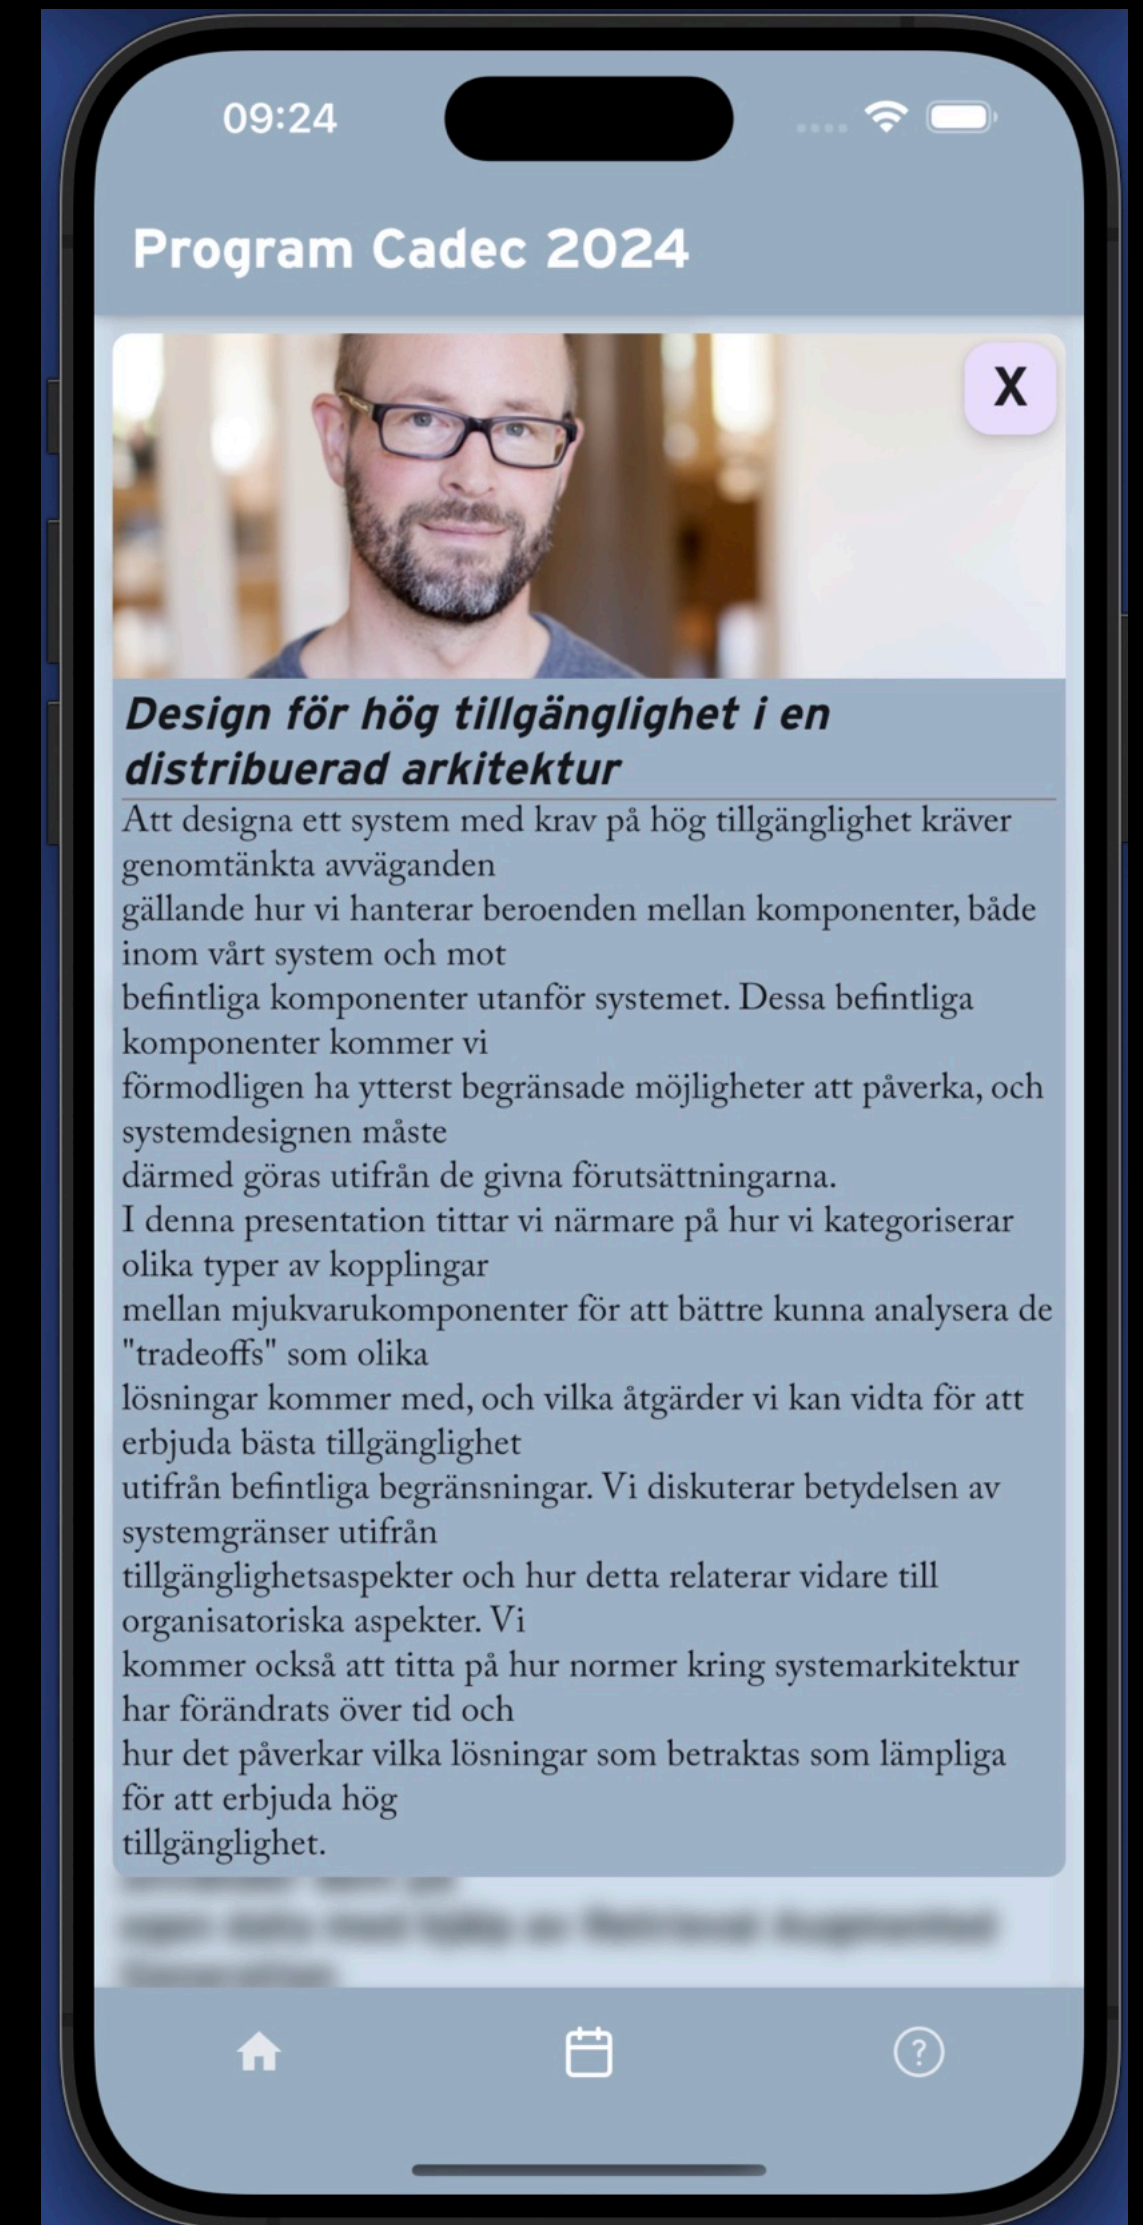 09:24
Program Cadec 2024
X
Design för hög tillgänglighet i en
distribuerad arkitektur
Att designa ett system med krav på hög tillgänglighet kräver
genomtänkta avväganden
gällande hur vi hanterar beroenden mellan komponenter, både
inom vårt system och mot
befintliga komponenter utanför systemet. Dessa befintliga
komponenter kommer vi
förmodligen ha ytterst begränsade möjligheter att påverka, och
systemdesignen måste
därmed göras utifrån de givna förutsättningarna.
I denna presentation tittar vi närmare på hur vi kategoriserar
olika typer av kopplingar
mellan mjukvarukomponenter för att bättre kunna analysera de
"tradeoffs" som olika
lösningar kommer med, och vilka åtgärder vi kan vidta för att
erbjuda bästa tillgänglighet
utifrån befintliga begränsningar. Vi diskuterar betydelsen av
systemgränser utifrån
tillgänglighetsaspekter och hur detta relaterar vidare till
organisatoriska aspekter. Vi
kommer också att titta på hur normer kring systemarkitektur
har förändrats över tid och
hur det påverkar vilka lösningar som betraktas som lämpliga
för att erbjuda hög
tillgänglighet.
data med hjälp av Retrieval Augmented
Generation
?